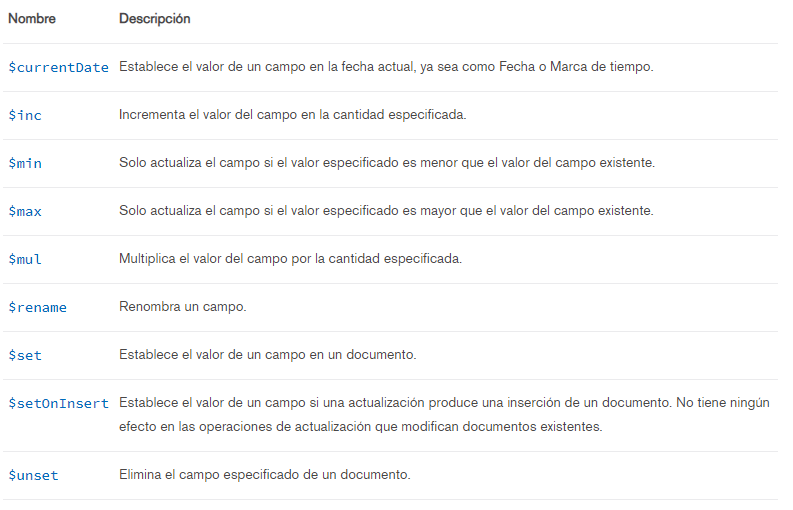 Nombre Descripción
$currentDate Establece el valor de un campo en la fecha actual, ya sea como Fecha o Marca de tiempo.
$inc Incrementa el valor del campo en la cantidad especificada.
$min Solo actualiza el campo si el valor especificado es menor que el valor del campo existente.
$max Solo actualiza el campo si el valor especificado es mayor que el valor del campo existente.
$mul Multiplica el valor del campo por la cantidad especificada.
$rename Renombra un campo.
$set Establece el valor de un campo en un documento.
$setOnInsert Establece el valor de un campo si una actualización produce una inserción de un documento. No tiene ningún
efecto en las operaciones de actualización que modifican documentos existentes.
$unset Elimina el campo especificado de un documento.